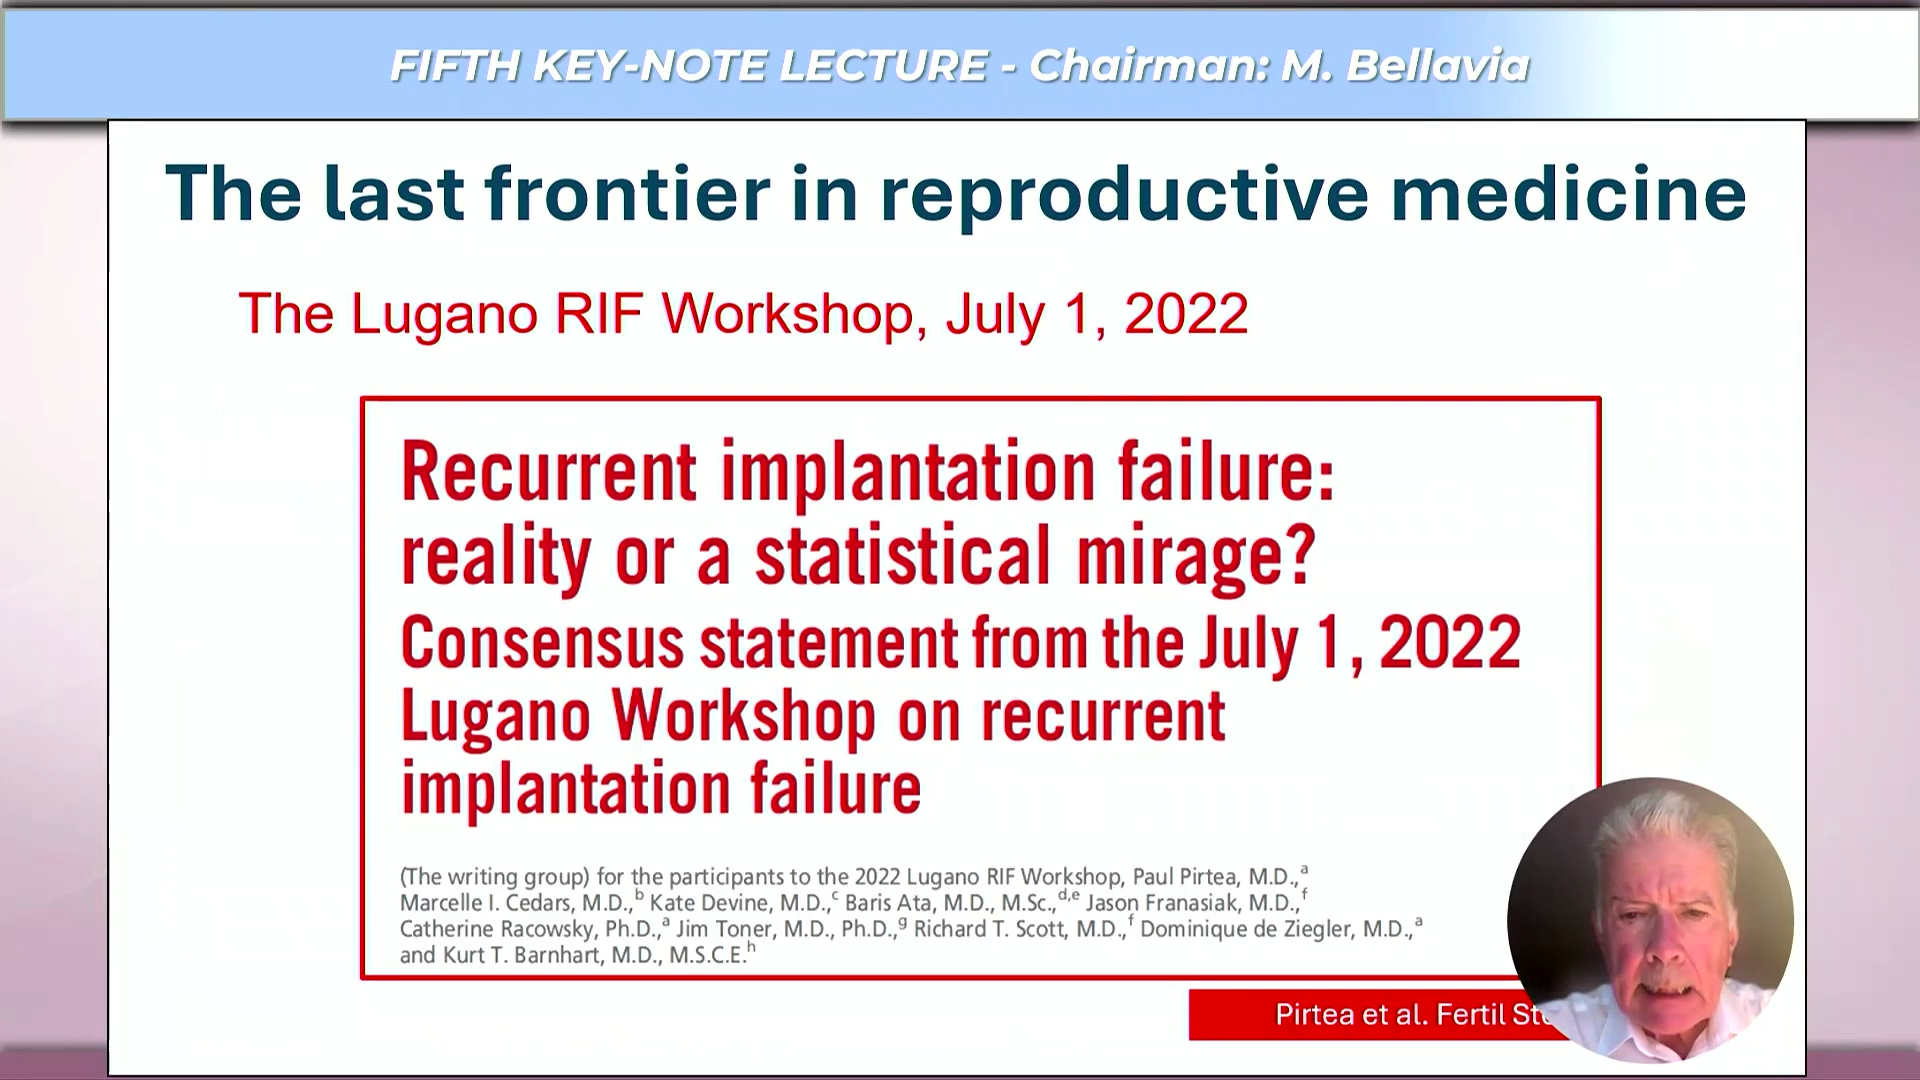 FIFTH KEY-NOTE LECTURE - Chairman: M. Bellavia
The last frontier in reproductive medicine
The Lugano RIF Workshop, July 1, 2022
Recurrent implantation failure:
reality or a statistical mirage?
Consensus statement from the July 1, 2022
Lugano Workshop on recurrent
implantation failure
(The writing group) for the participants to the 2022 Lugano RIF Workshop, Paul Pirtea, M.D.,ᵃ
Marcelle I. Cedars, M.D.,ᵇ Kate Devine, M.D.,ᶜ Baris Ata, M.D., M.Sc.,ᵈ,ᵉ Jason Franasiak, M.D.,ᶠ
Catherine Racowsky, Ph.D.,ᵃ Jim Toner, M.D., Ph.D.,ᵍ Richard T. Scott, M.D.,ᶠ Dominique de Ziegler, M.D.,ᵃ
and Kurt T. Barnhart, M.D., M.S.C.E.ʰ
Pirtea et al. Fertil